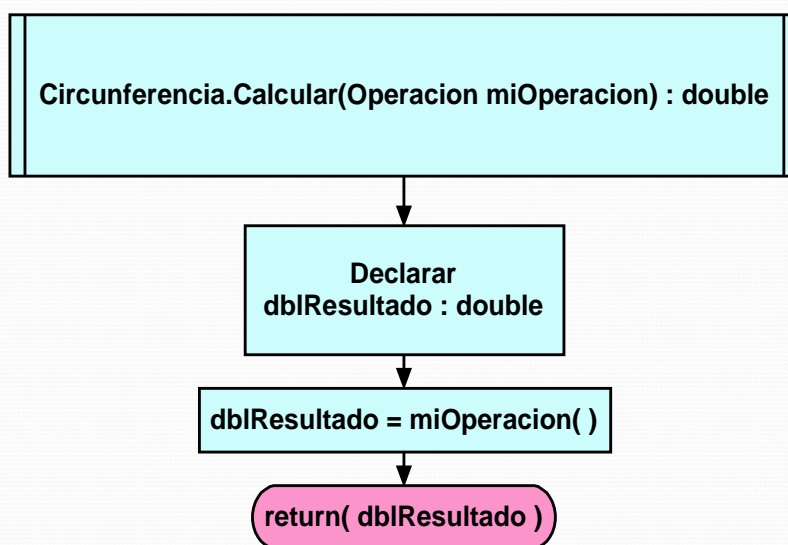 Circunferencia.Calcular(Operacion miOperacion) : double
Declarar
dblResultado : double
dblResultado = miOperacion( )
return( dblResultado )